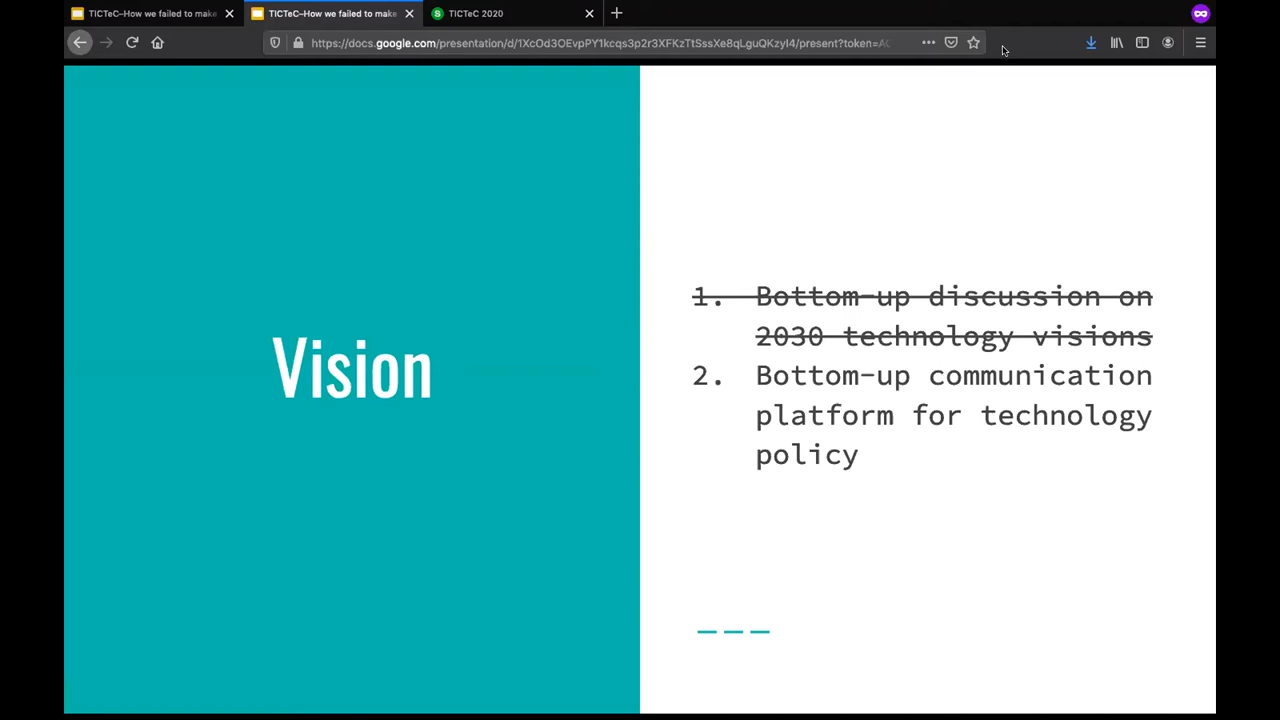 TICTeC–How we failed to make
TICTeC–How we failed to make
S TICTeC 2020
https://docs.google.com/presentation/d/1XcOd3OEvpPY1kcqs3p2r3XFKzTtSssXe8qLguQKzyI4/present?token=AC
Vision
1. Bottom-up discussion on
2030 technology visions
2. Bottom-up communication
platform for technology
policy